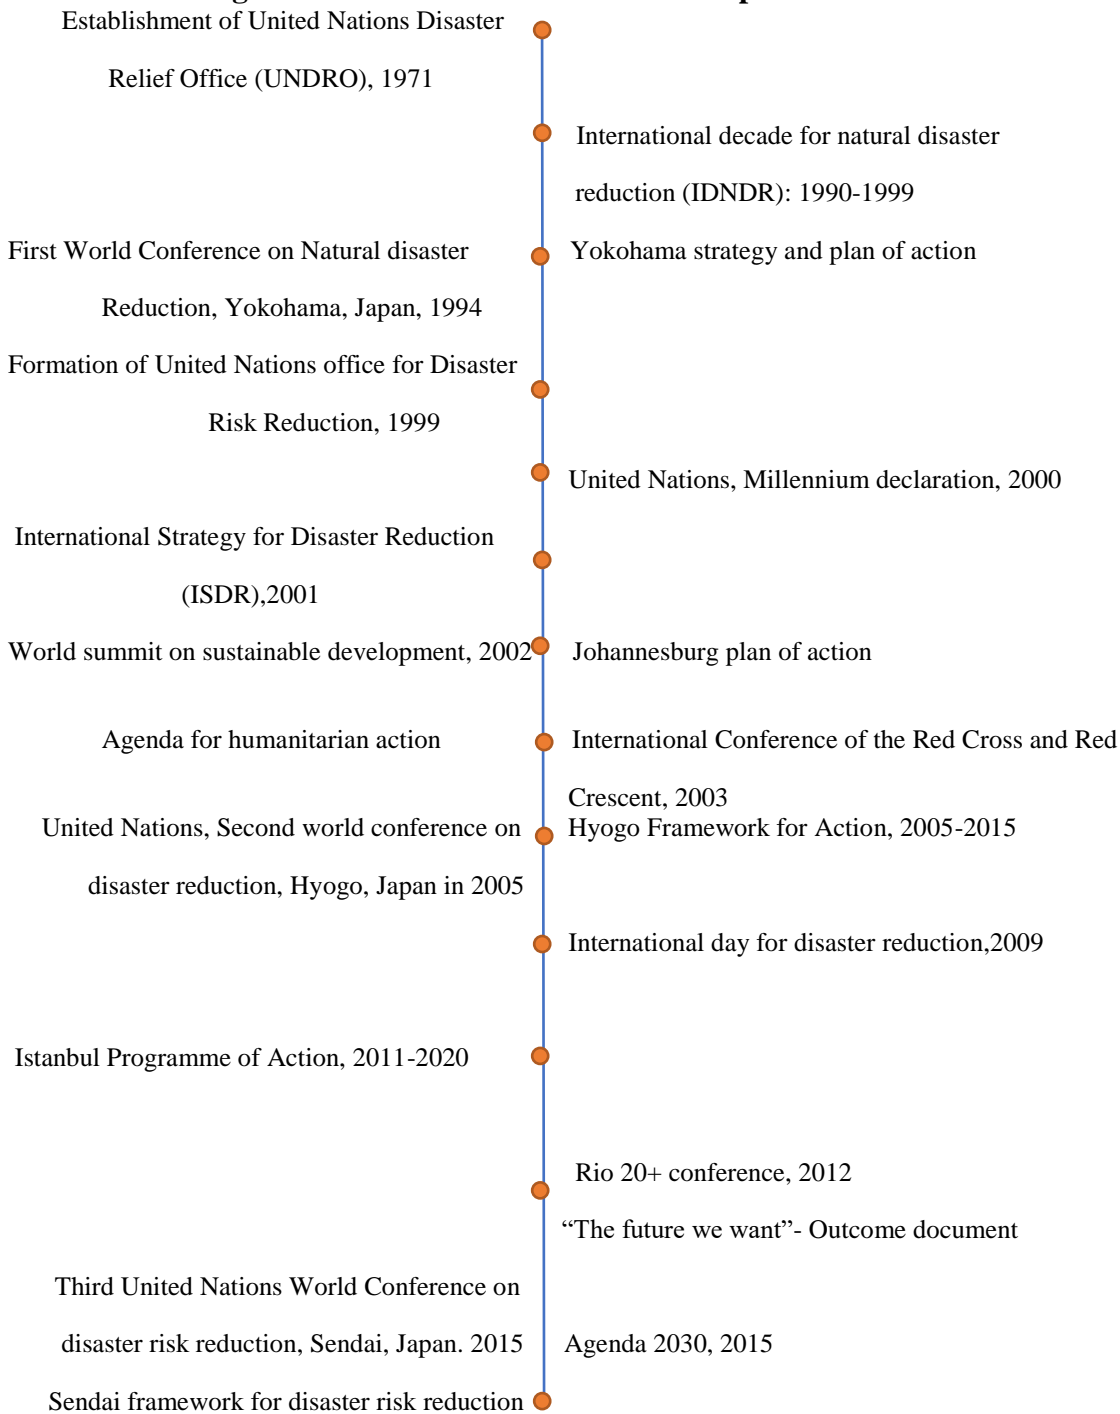 Establishment of United Nations Disaster
Relief Office (UNDRO), 1971
International decade for natural disaster
reduction (IDNDR): 1990-1999
First World Conference on Natural disaster
Reduction, Yokohama, Japan, 1994
Yokohama strategy and plan of action
Formation of United Nations office for Disaster
Risk Reduction, 1999
United Nations, Millennium declaration, 2000
International Strategy for Disaster Reduction
(ISDR),2001
World summit on sustainable development, 2002
Johannesburg plan of action
Agenda for humanitarian action
International Conference of the Red Cross and Red
Crescent, 2003
United Nations, Second world conference on
disaster reduction, Hyogo, Japan in 2005
Hyogo Framework for Action, 2005-2015
International day for disaster reduction,2009
Istanbul Programme of Action, 2011-2020
Rio 20+ conference, 2012
“The future we want”- Outcome document
Third United Nations World Conference on
disaster risk reduction, Sendai, Japan. 2015
Agenda 2030, 2015
Sendai framework for disaster risk reduction